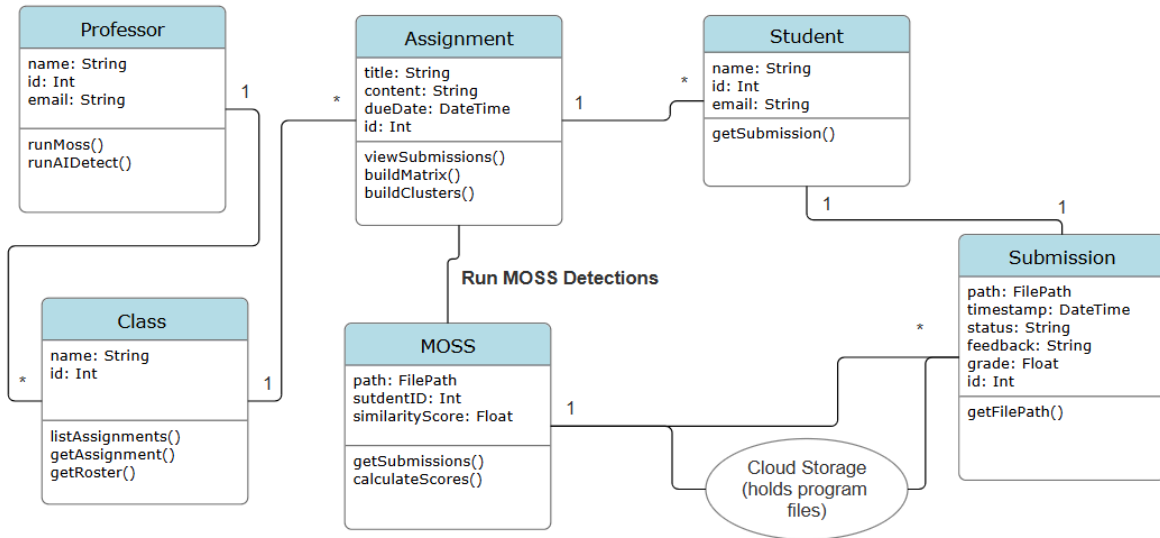 Professor
name: String
id: Int
email: String
runMoss()
runAIDetect()
1
*
Assignment
title: String
content: String
dueDate: DateTime
id: Int
viewSubmissions()
buildMatrix()
buildClusters()
1
*
Student
name: String
id: Int
email: String
getSubmission()
1
1
Run MOSS Detections
Submission
path: FilePath
timestamp: DateTime
status: String
feedback: String
grade: Float
id: Int
getFilePath()
*
Class
name: String
id: Int
listAssignments()
getAssignment()
getRoster()
*
1
MOSS
path: FilePath
sutdentID: Int
similarityScore: Float
getSubmissions()
calculateScores()
1
Cloud Storage
(holds program
files)